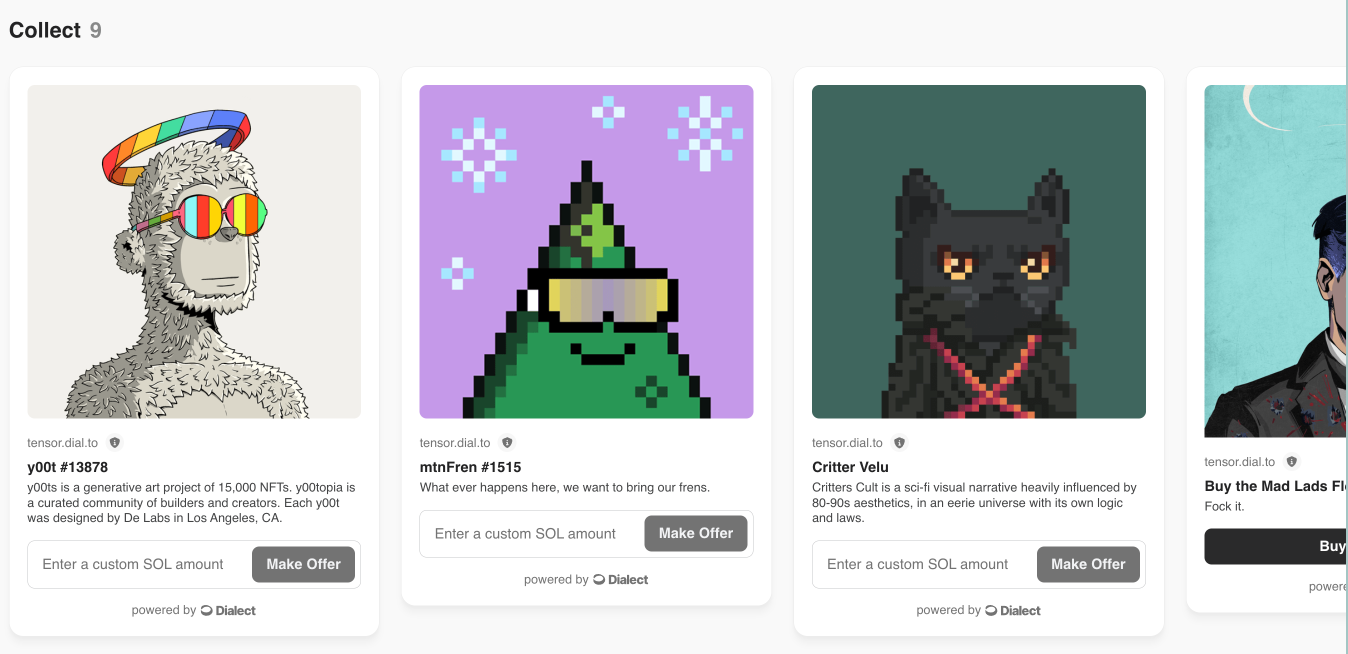 Collect 9
tensor.dial.to
y00t #13878
y00ts is a generative art project of 15,000 NFTs. y00topia is
a curated community of builders and creators. Each y00t
was designed by De Labs in Los Angeles, CA.
Enter a custom SOL amount
Make Offer
powered by Dialect
tensor.dial.to
mtnFren #1515
What ever happens here, we want to bring our frens.
Enter a custom SOL amount
Make Offer
powered by Dialect
tensor.dial.to
Critter Velu
Critters Cult is a sci-fi visual narrative heavily influenced by
80-90s aesthetics, in an eerie universe with its own logic
and laws.
Enter a custom SOL amount
Make Offer
powered by Dialect
tensor.dial.to
Buy the Mad Lads
Fock it.
Buy